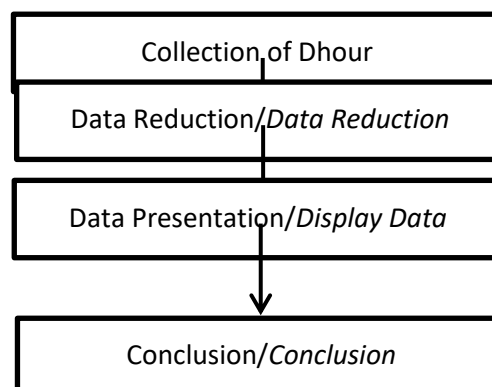 Collection of Dhour
Data Reduction/Data Reduction
Data Presentation/Display Data
Conclusion/Conclusion